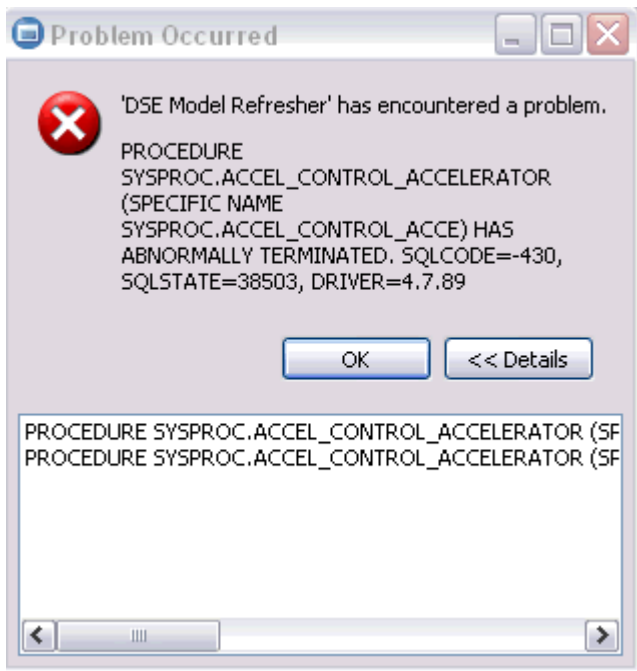 Problem Occurred
'DSE Model Refresher' has encountered a problem.
PROCEDURE
SYSPROC.ACCEL_CONTROL_ACCELERATOR
(SPECIFIC NAME
SYSPROC.ACCEL_CONTROL_ACCE) HAS
ABNORMALLY TERMINATED. SQLCODE=-430,
SQLSTATE=38503, DRIVER=4.7.89
OK
<< Details
PROCEDURE SYSPROC.ACCEL_CONTROL_ACCELERATOR (SF
PROCEDURE SYSPROC.ACCEL_CONTROL_ACCELERATOR (SF